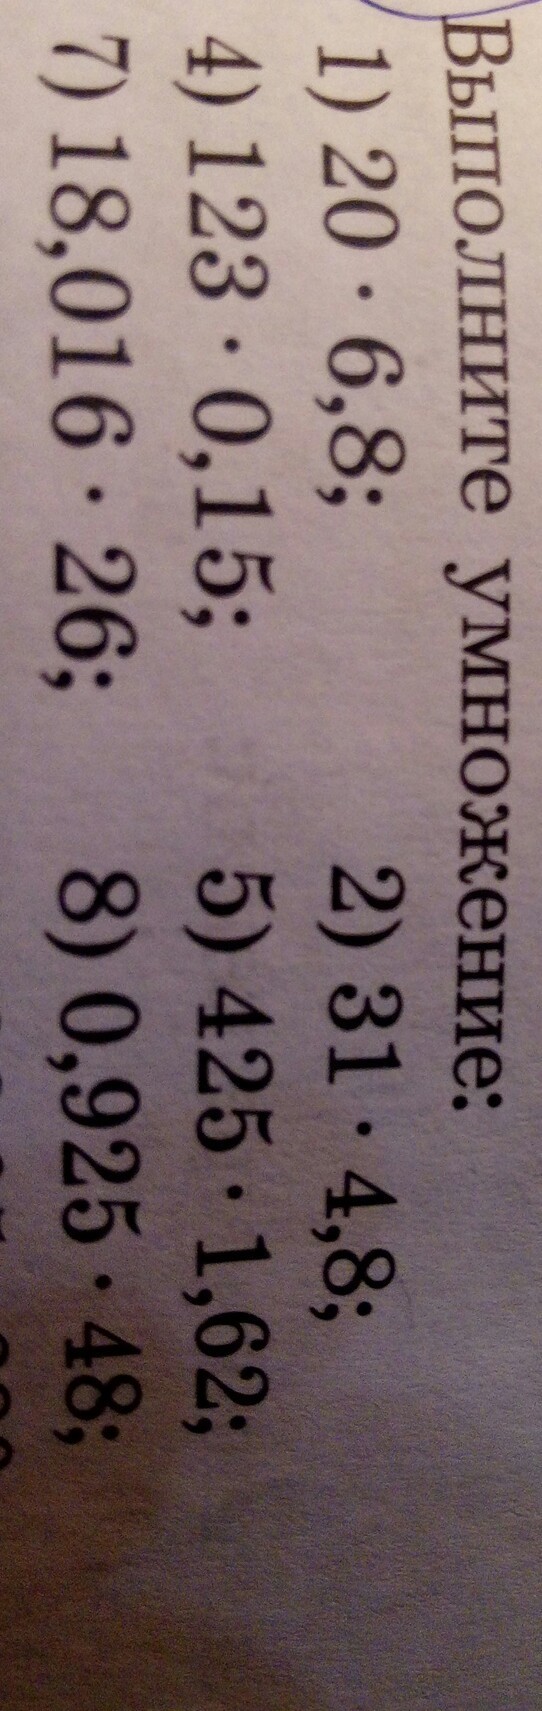 Выполните умножение:
1) 20 · 6,8; 2) 31 · 4,8;
4) 123 · 0,15; 5) 425 · 1,62;
7) 18,016 · 26; 8) 0,925 · 48;